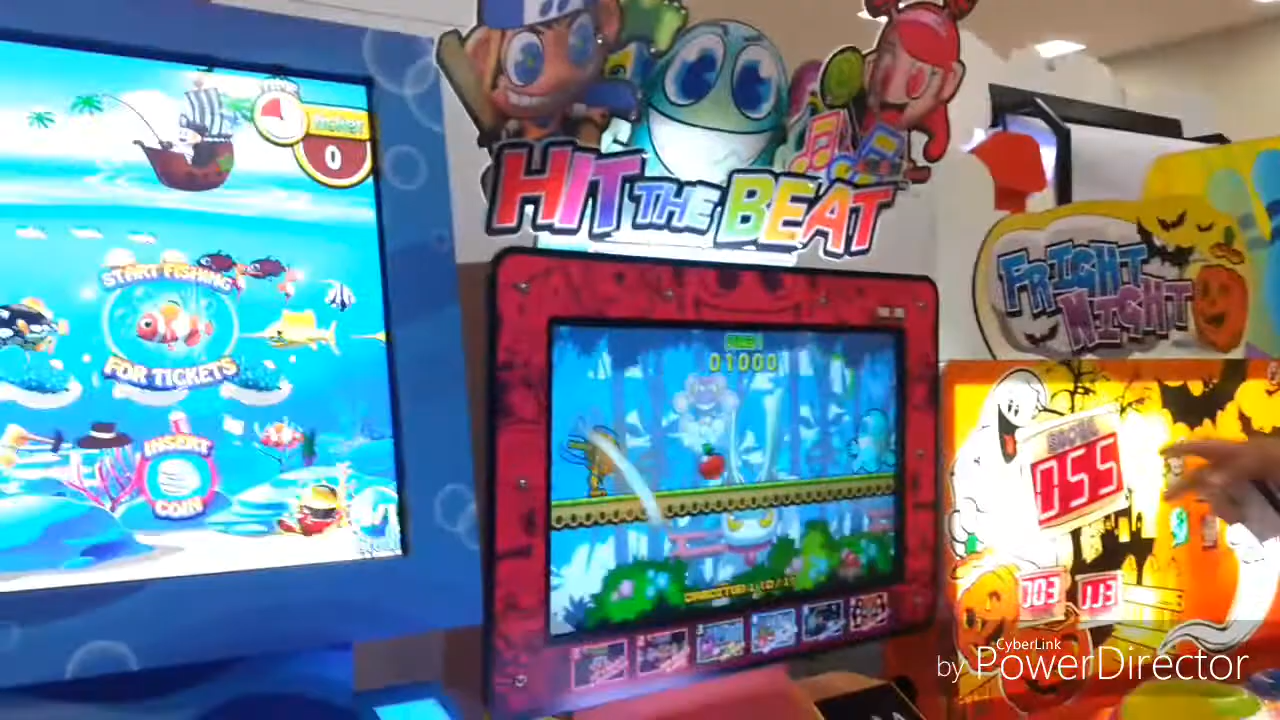 Ticket
0
START FISHING
FOR TICKETS
INSERT
COIN
HIT THE BEAT
01000
FRIGHT
NIGHT
055
003
113
CyberLink
by PowerDirector